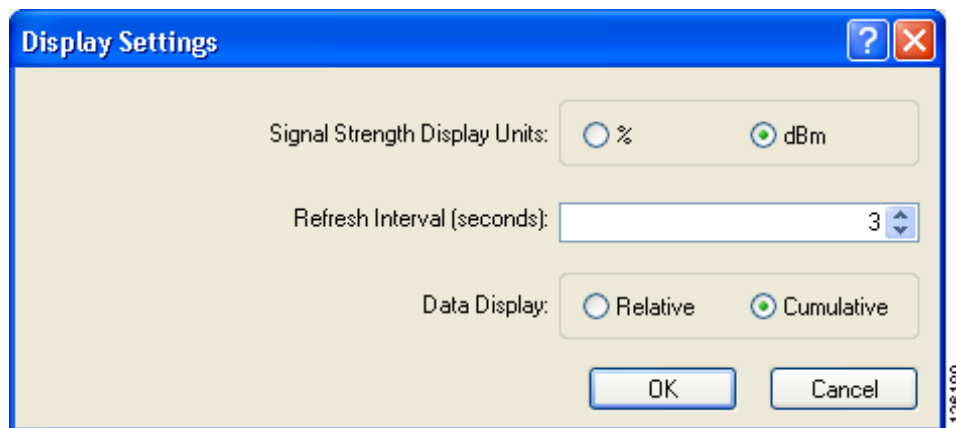 Display Settings
Signal Strength Display Units: % dBm
Refresh Interval (seconds): 3
Data Display: Relative Cumulative
OK Cancel